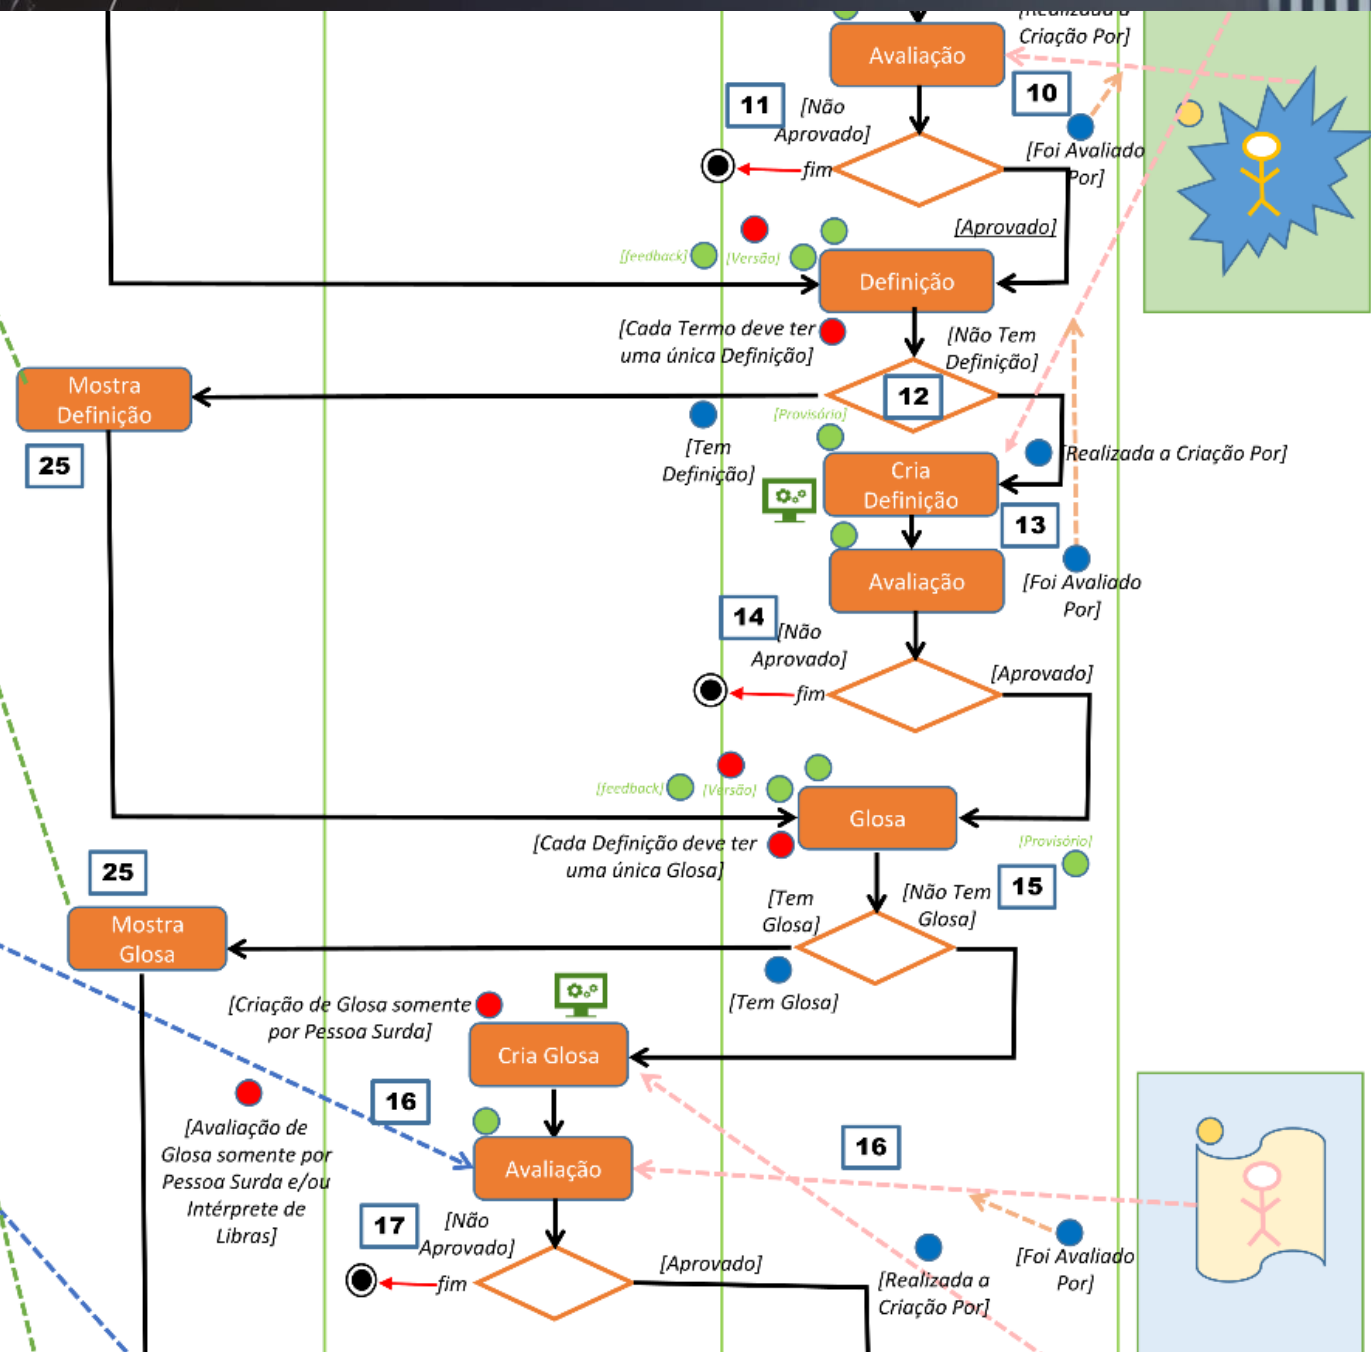 [Realizada a
Criação Por]
Avaliação
10
11
[Não
Aprovado]
fim
[Foi Avaliado
Por]
[Aprovado]
[feedback]
[Versão]
Definição
[Cada Termo deve ter
uma única Definição]
[Não Tem
Definição]
Mostra
Definição
12
[Provisório]
25
[Tem
Definição]
[Realizada a Criação Por]
Cria
Definição
13
Avaliação
[Foi Avaliado
Por]
14
[Não
Aprovado]
[Aprovado]
fim
[feedback]
[Versão]
Glosa
[Cada Definição deve ter
uma única Glosa]
[Provisório]
15
25
[Tem
Glosa]
[Não Tem
Glosa]
Mostra
Glosa
[Tem Glosa]
[Criação de Glosa somente
por Pessoa Surda]
Cria Glosa
16
[Avaliação de
Glosa somente por
Pessoa Surda e/ou
Intérprete de
Libras]
16
Avaliação
17
[Não
Aprovado]
[Aprovado]
fim
[Foi Avaliado
Por]
[Realizada a
Criação Por]